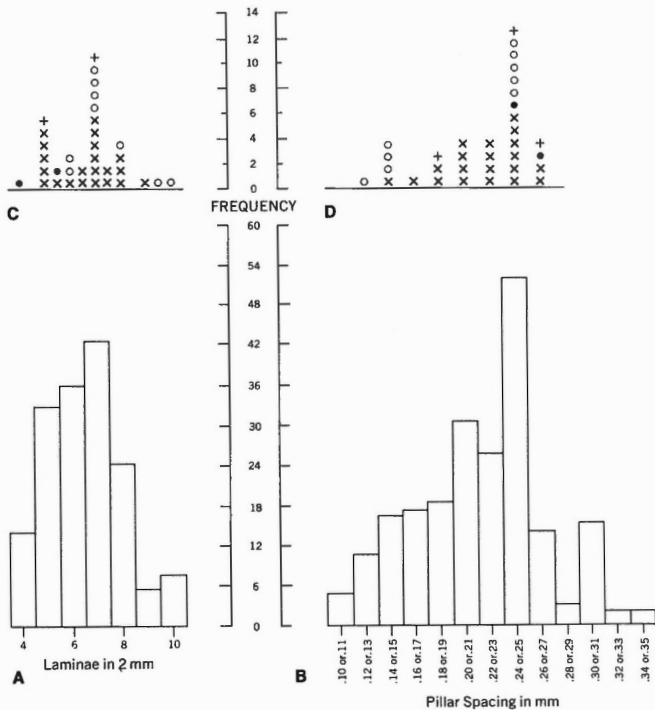 14
12
10
8
6
4
2
0
C
FREQUENCY
D
60
54
48
42
36
30
24
18
12
6
0
4 6 8 10
Laminae in 2 mm
A
B
.10 or.11
.12 or.13
.14 or.15
.16 or.17
.18 or.19
.20 or.21
.22 or.23
.24 or.25
.26 or.27
.28 or.29
.30 or.31
.32 or.33
.34 or.35
Pillar Spacing in mm